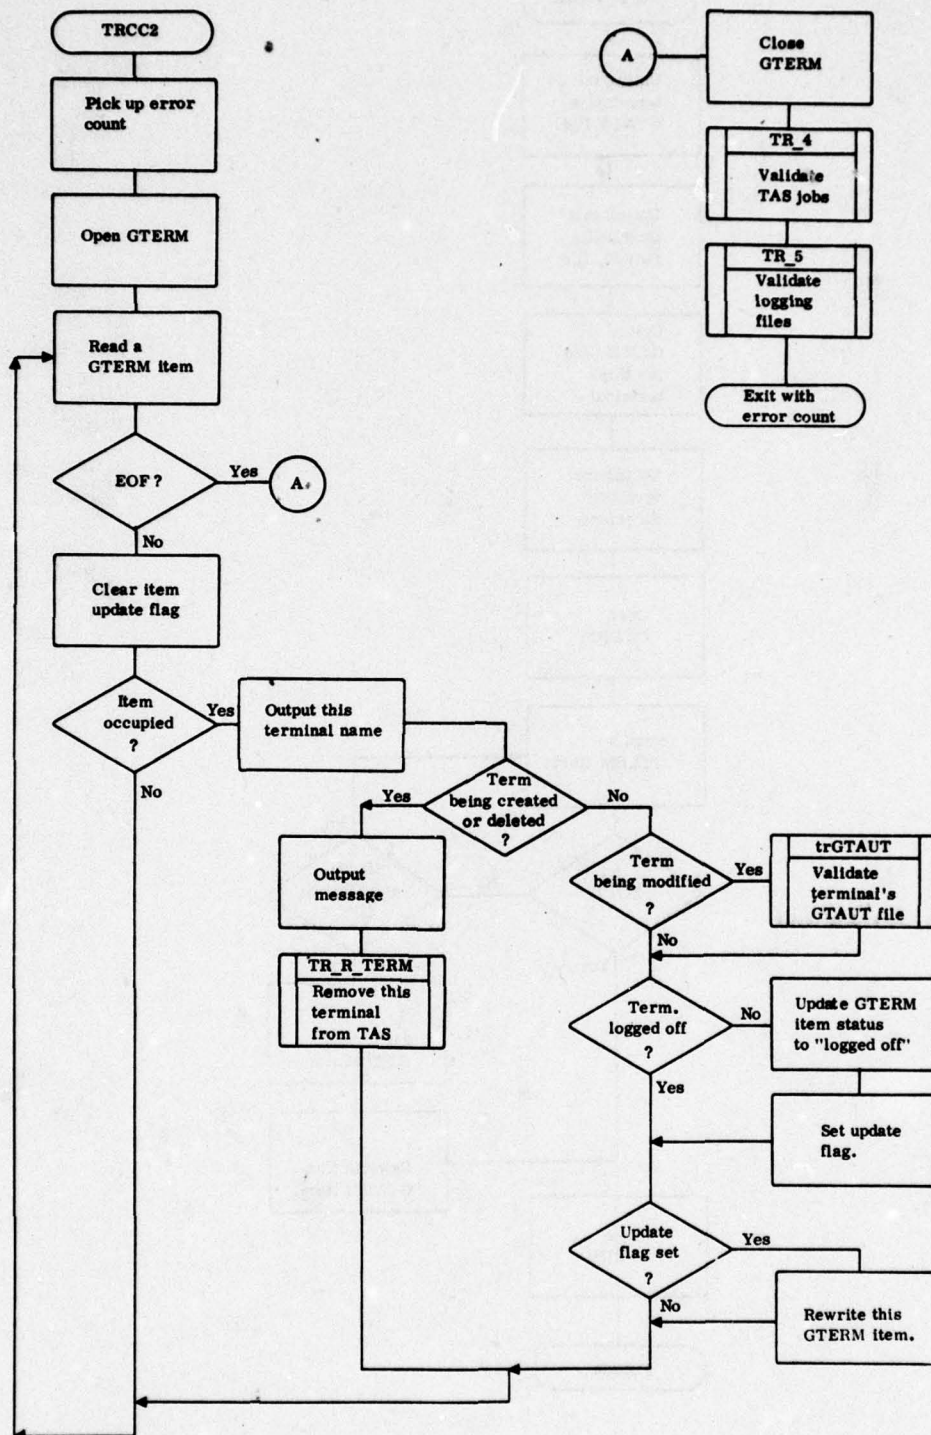 TRCC2
Pick up error
count
Open GTERM
Read a
GTERM item
EOF ?
Yes
A
No
Clear item
update flag
Item
occupied
?
Yes
No
Output this
terminal name
Term
being created
or deleted
?
Yes
No
Output
message
TR_R_TERM
Remove this
terminal
from TAS
Term
being modified
?
Yes
No
trGTAUT
Validate
terminal's
GTAUT file
Term.
logged off
?
No
Yes
Update GTERM
item status
to "logged off"
Set update
flag.
Update
flag set
?
Yes
No
Rewrite this
GTERM item.
A
Close
GTERM
TR_4
Validate
TAS jobs
TR_5
Validate
logging
files
Exit with
error count